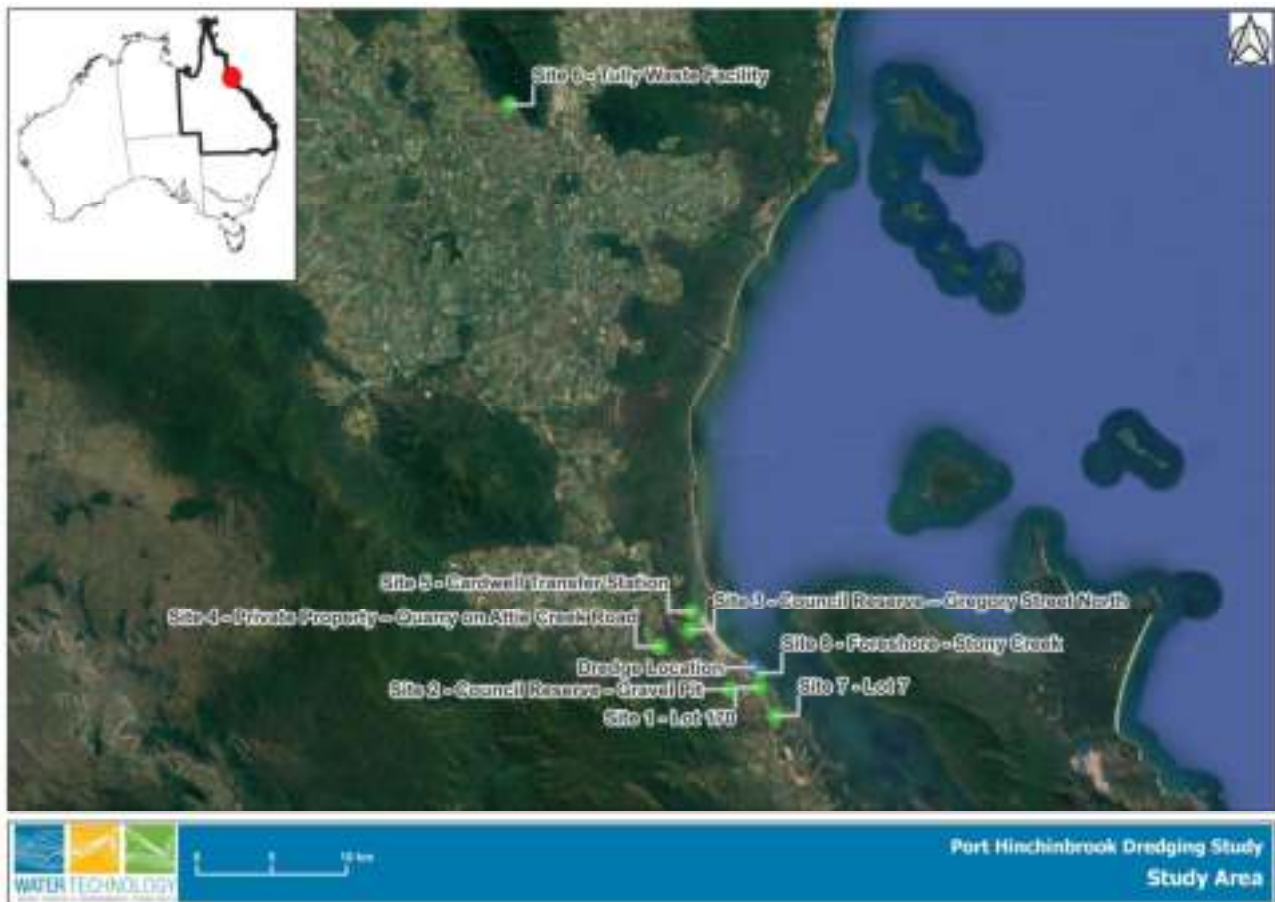 Site 6 - Tully Waste Facility
Site 5 - Cardwell Transfer Station
Site 3 - Council Reserve – Gregory Street North
Site 4 - Private Property – Quarry on Attie Creek Road
Site 8 - Foreshore - Stony Creek
Dredge Location
Site 2 - Council Reserve - Gravel Pit
Site 7 - Lot 7
Site 1 - Lot 170
0 5 10 km
Port Hinchinbrook Dredging Study
Study Area
WATER TECHNOLOGY